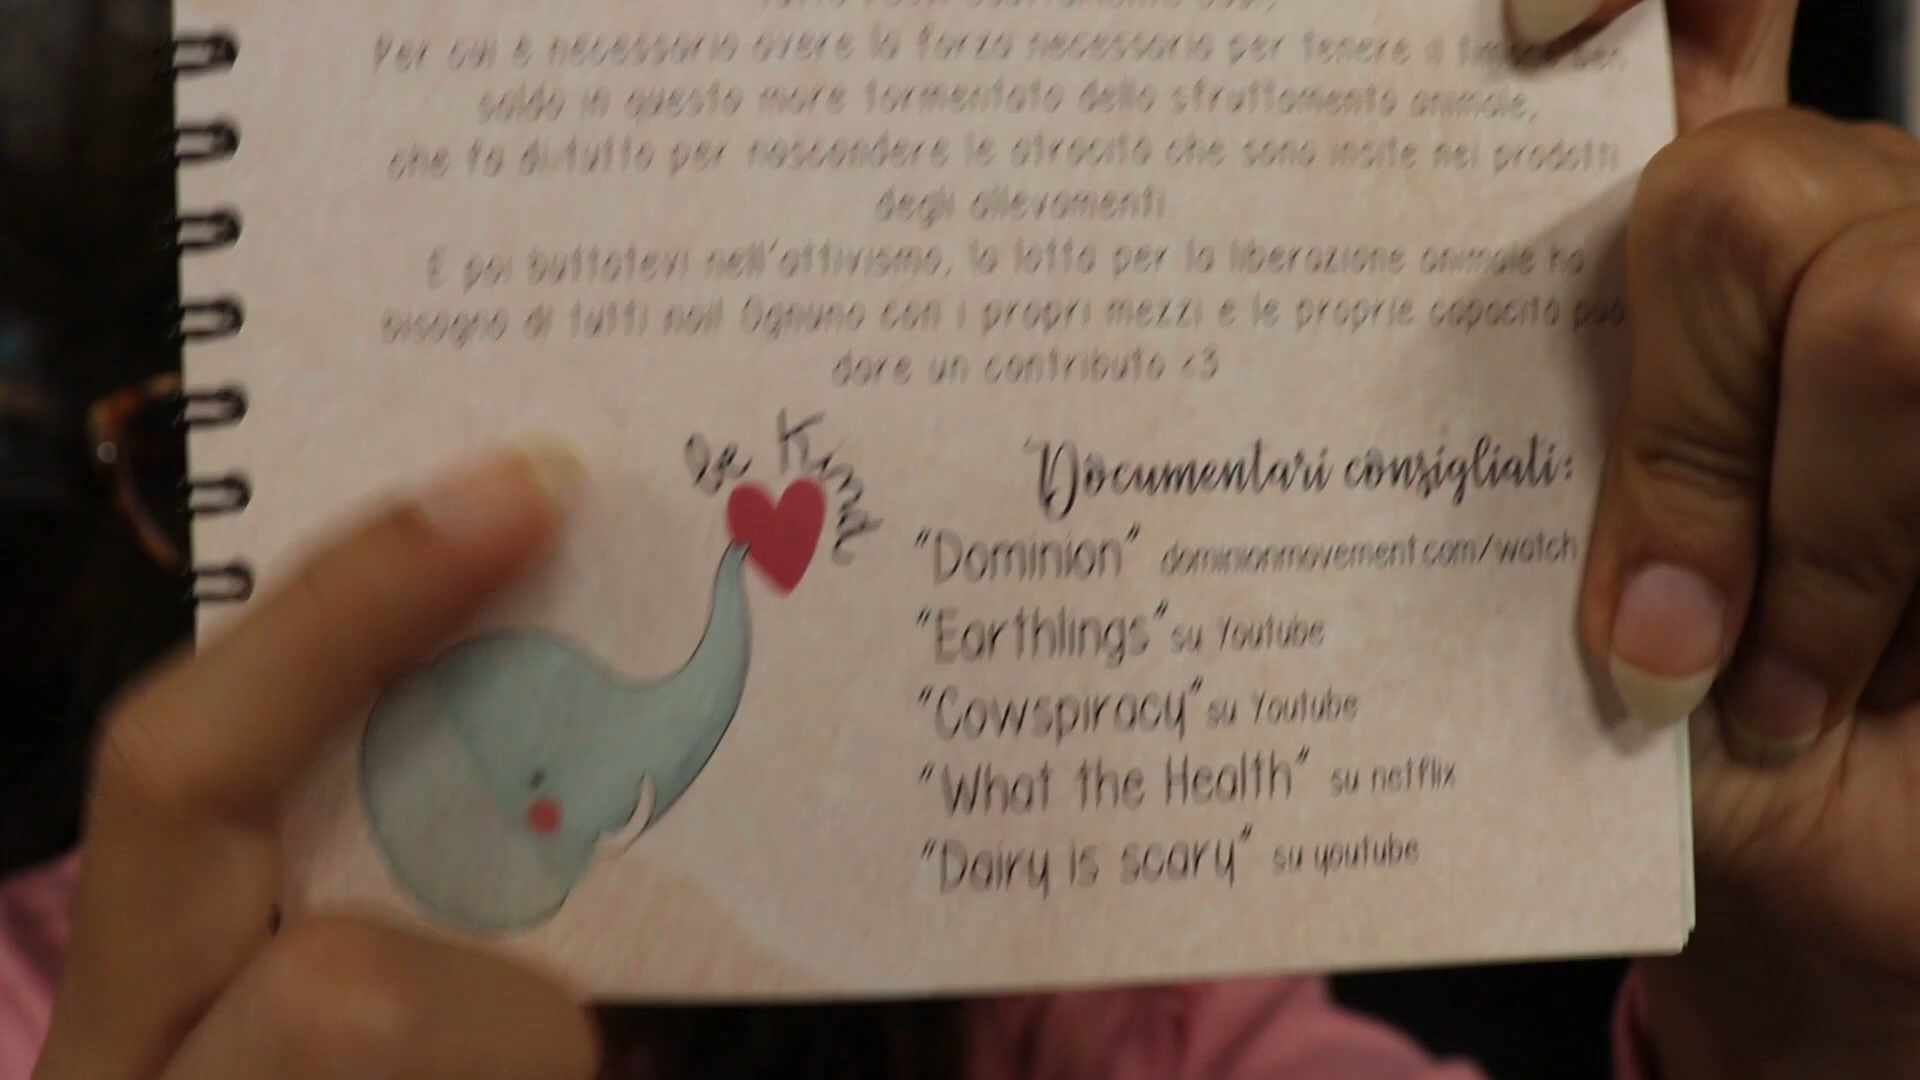 Per cui è necessario avere la forza necessaria per tenere il timone ben
saldo in questo mare tormentato dello sfruttamento animale,
che fa di tutto per nascondere le atrocità che sono insite nei prodotti
degli allevamenti.
E poi buttatevi nell'attivismo, la lotta per la liberazione animale ha
bisogno di tutti noi! Ognuno con i propri mezzi e le proprie capacità può
dare un contributo <3
Be Kind
Documentari consigliati:
"Dominion" dominionmovement.com/watch
"Earthlings" su Youtube
"Cowspiracy" su Youtube
"What the Health" su netflix
"Dairy is scary" su youtube